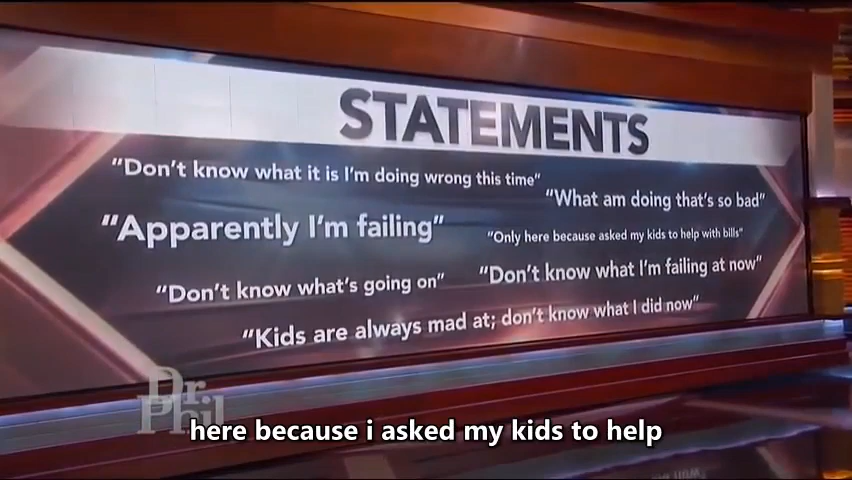 STATEMENTS
"Don't know what it is I'm doing wrong this time"
"What am doing that's so bad"
"Apparently I'm failing"
"Only here because asked my kids to help with bills"
"Don't know what's going on"
"Don't know what I'm failing at now"
"Kids are always mad at; don't know what I did now"
Dr.
Phil
here because i asked my kids to help